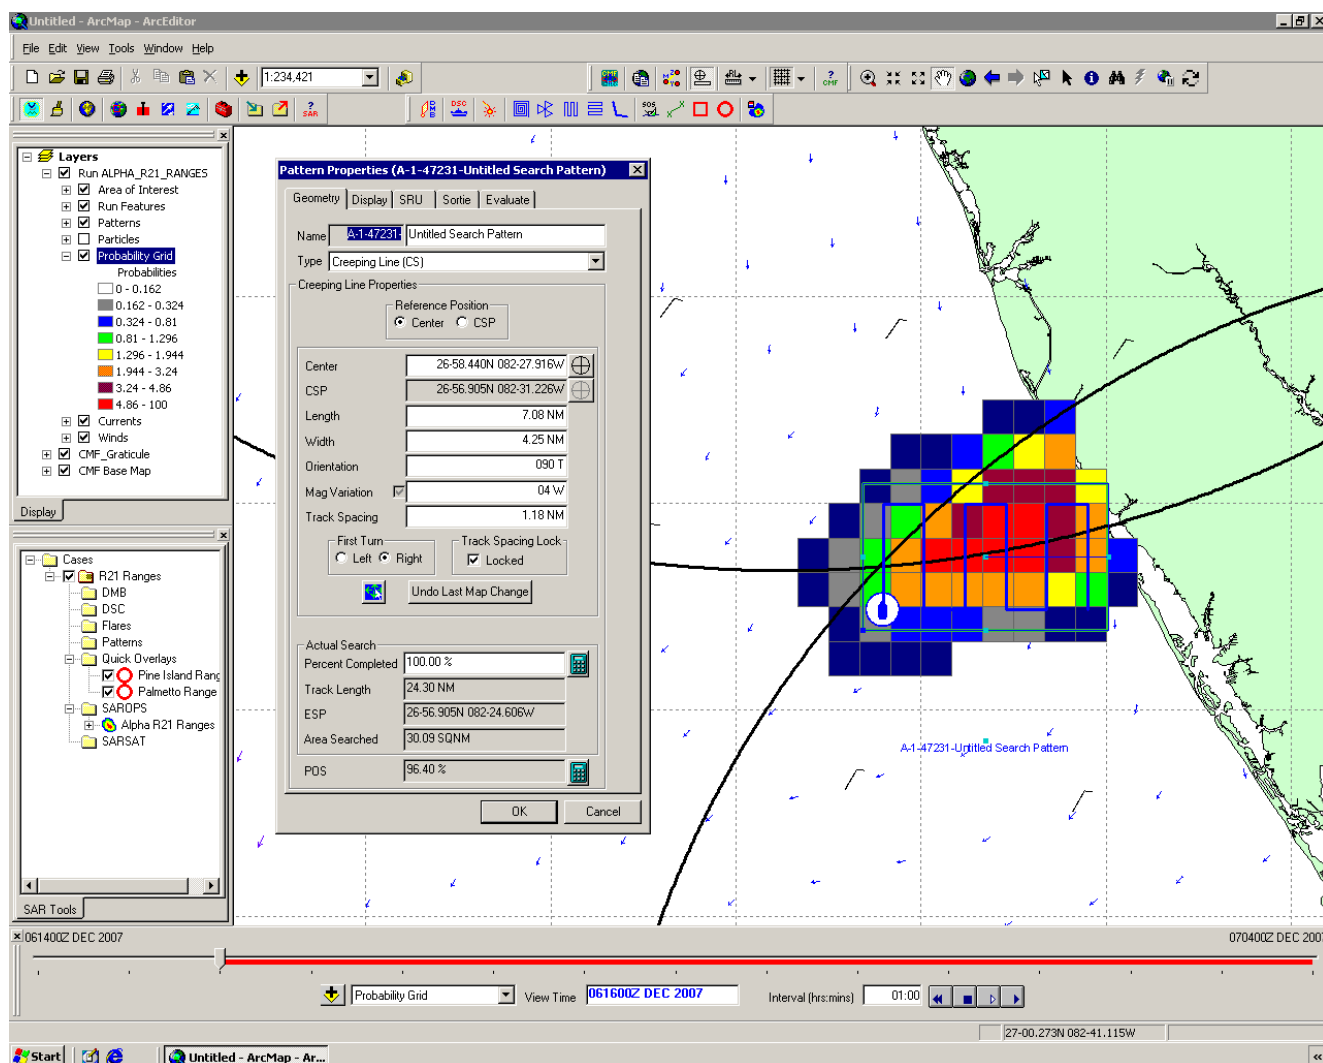 Untitled - ArcMap - ArcEditor
File Edit View Tools Window Help
1:234,421
? CMF
DMB DSC SOS
? SAR
Layers
Run ALPHA_R21_RANGES
Area of Interest
Run Features
Patterns
Particles
Probability Grid
Probabilities
0 - 0.162
0.162 - 0.324
0.324 - 0.81
0.81 - 1.296
1.296 - 1.944
1.944 - 3.24
3.24 - 4.86
4.86 - 100
Currents
Winds
CMF_Graticule
CMF Base Map
Display
Cases
R21 Ranges
DMB
DSC
Flares
Patterns
Quick Overlays
Pine Island Rang
Palmetto Range
SAROPS
Alpha R21 Ranges
SARSAT
SAR Tools
Pattern Properties (A-1-47231-Untitled Search Pattern)
Geometry Display SRU Sortie Evaluate
Name A-1-47231- Untitled Search Pattern
Type Creeping Line (CS)
Creeping Line Properties
Reference Position
Center CSP
Center 26-58.440N 082-27.916W
CSP 26-56.905N 082-31.226W
Length 7.08 NM
Width 4.25 NM
Orientation 090 T
Mag Variation 04 W
Track Spacing 1.18 NM
First Turn Track Spacing Lock
Left Right Locked
Undo Last Map Change
Actual Search
Percent Completed 100.00 %
Track Length 24.30 NM
ESP 26-56.905N 082-24.606W
Area Searched 30.09 SQNM
POS 96.40 %
OK Cancel
A-1-47231-Untitled Search Pattern
061400Z DEC 2007 070400Z DEC 2007
Probability Grid View Time 061600Z DEC 2007 Interval (hrs:mins) 01:00
27-00.273N 082-41.115W
Start Untitled - ArcMap - Ar...